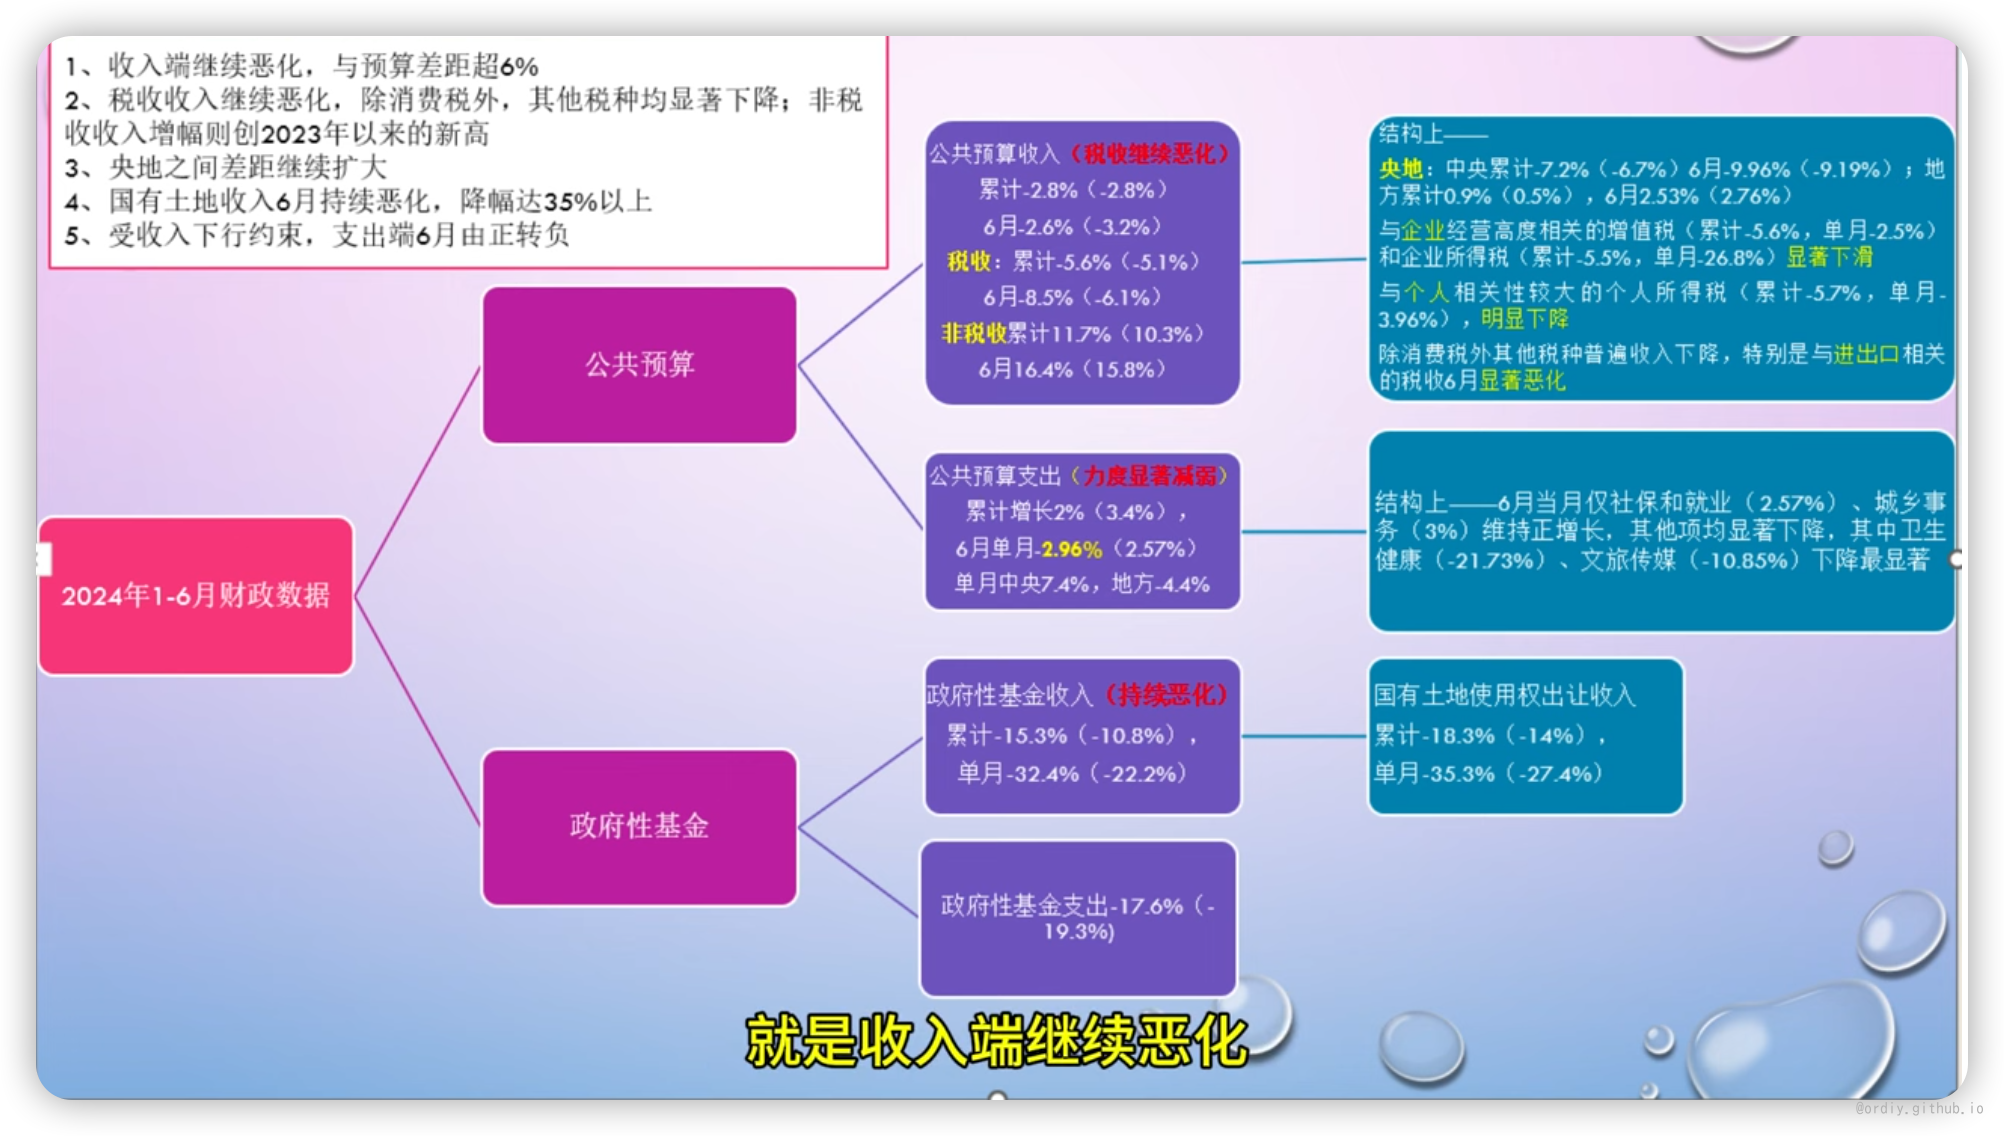 1、收入端继续恶化，与预算差距超6%
2、税收收入继续恶化，除消费税外，其他税种均显著下降；非税
收收入增幅则创2023年以来的新高
3、央地之间差距继续扩大
4、国有土地收入6月持续恶化，降幅达35%以上
5、受收入下行约束，支出端6月由正转负
2024年1-6月财政数据
公共预算
公共预算收入（税收继续恶化）
累计-2.8%（-2.8%）
6月-2.6%（-3.2%）
税收：累计-5.6%（-5.1%）
6月-8.5%（-6.1%）
非税收累计11.7%（10.3%）
6月16.4%（15.8%）
结构上——
央地：中央累计-7.2%（-6.7%）6月-9.96%（-9.19%）；地
方累计0.9%（0.5%），6月2.53%（2.76%）
与企业经营高度相关的增值税（累计-5.6%，单月-2.5%）
和企业所得税（累计-5.5%，单月-26.8%）显著下滑
与个人相关性较大的个人所得税（累计-5.7%，单月-
3.96%），明显下降
除消费税外其他税种普遍收入下降，特别是与进出口相关
的税收6月显著恶化
公共预算支出（力度显著减弱）
累计增长2%（3.4%），
6月单月-2.96%（2.57%）
单月中央7.4%，地方-4.4%
结构上——6月当月仅社保和就业（2.57%）、城乡事
务（3%）维持正增长，其他项均显著下降，其中卫生
健康（-21.73%）、文旅传媒（-10.85%）下降最显著
政府性基金
政府性基金收入（持续恶化）
累计-15.3%（-10.8%），
单月-32.4%（-22.2%）
国有土地使用权出让收入
累计-18.3%（-14%），
单月-35.3%（-27.4%）
政府性基金支出-17.6%（-
19.3%)
就是收入端继续恶化
@ordiy.github.io